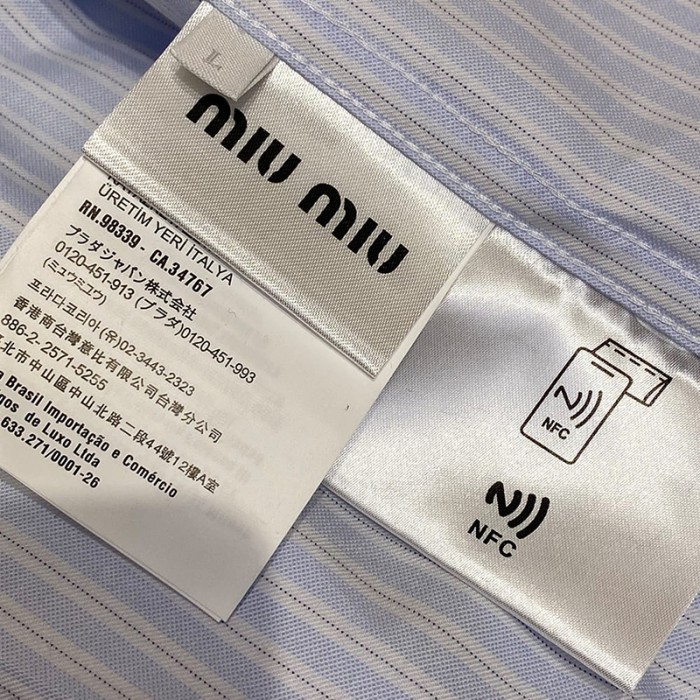 L
miu miu
ÜRETİM YERİ İTALYA
RN.98339 - CA.34767
プラダジャパン株式会社
0120-451-913 (プラダ)0120-451-993
(ミュウミュウ)
프라다코리아(유)02-3443-2323
香港商台灣意比有限公司台灣分公司
886-2-2571-5255
北市中山區中山北路二段44號12樓A室
Brasil Importação e Comércio
de Luxo Ltda
633.271/0001-26
NFC
NFC